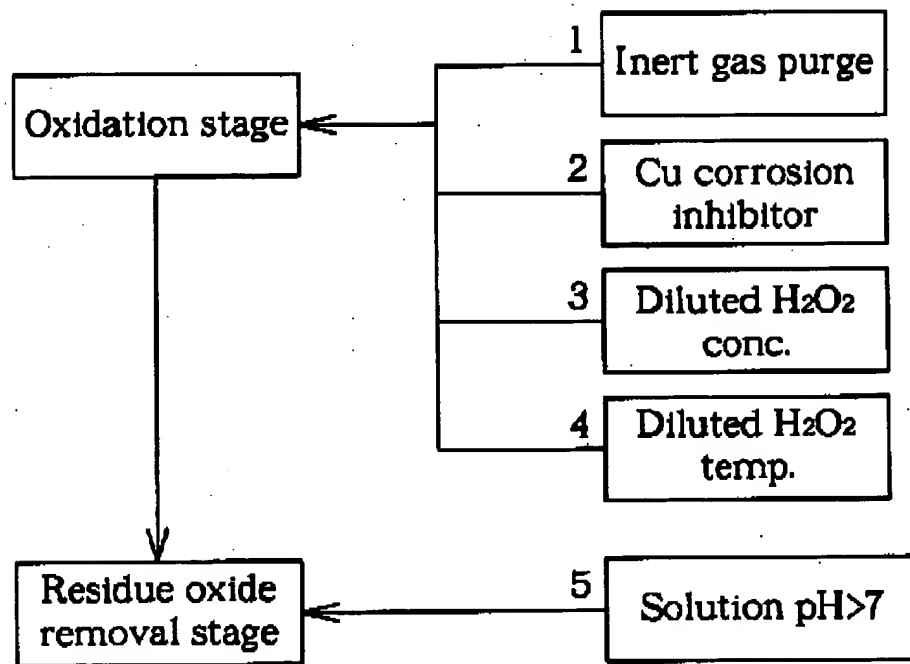 1
Inert gas purge
Oxidation stage
2
Cu corrosion
inhibitor
3
Diluted H₂O₂
conc.
4
Diluted H₂O₂
temp.
Residue oxide
removal stage
5
Solution pH>7